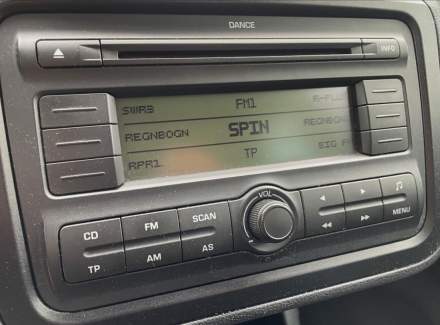 DANCE
INFO
SWR3 FM1
REGNBOGN SPIN REGNBOGN
RPR1. TP
VOL
CD FM SCAN
TP AM AS
MENU